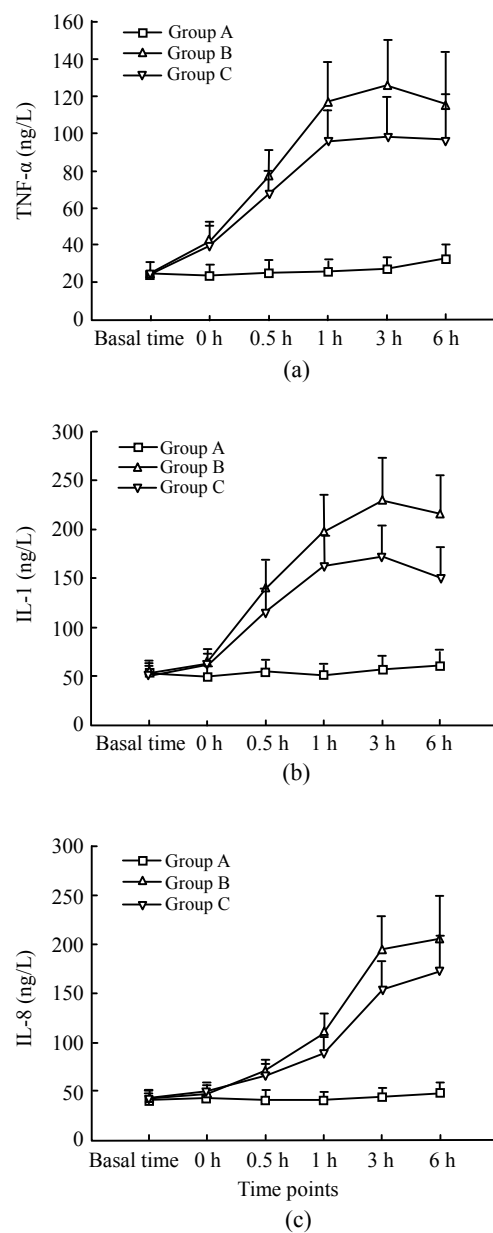 160
140
120
100
80
60
40
20
0
TNF-α (ng/L)
Group A
Group B
Group C
Basal time 0 h 0.5 h 1 h 3 h 6 h
(a)
300
250
200
150
100
50
0
IL-1 (ng/L)
Group A
Group B
Group C
Basal time 0 h 0.5 h 1 h 3 h 6 h
(b)
300
250
200
150
100
50
0
IL-8 (ng/L)
Group A
Group B
Group C
Basal time 0 h 0.5 h 1 h 3 h 6 h
Time points
(c)